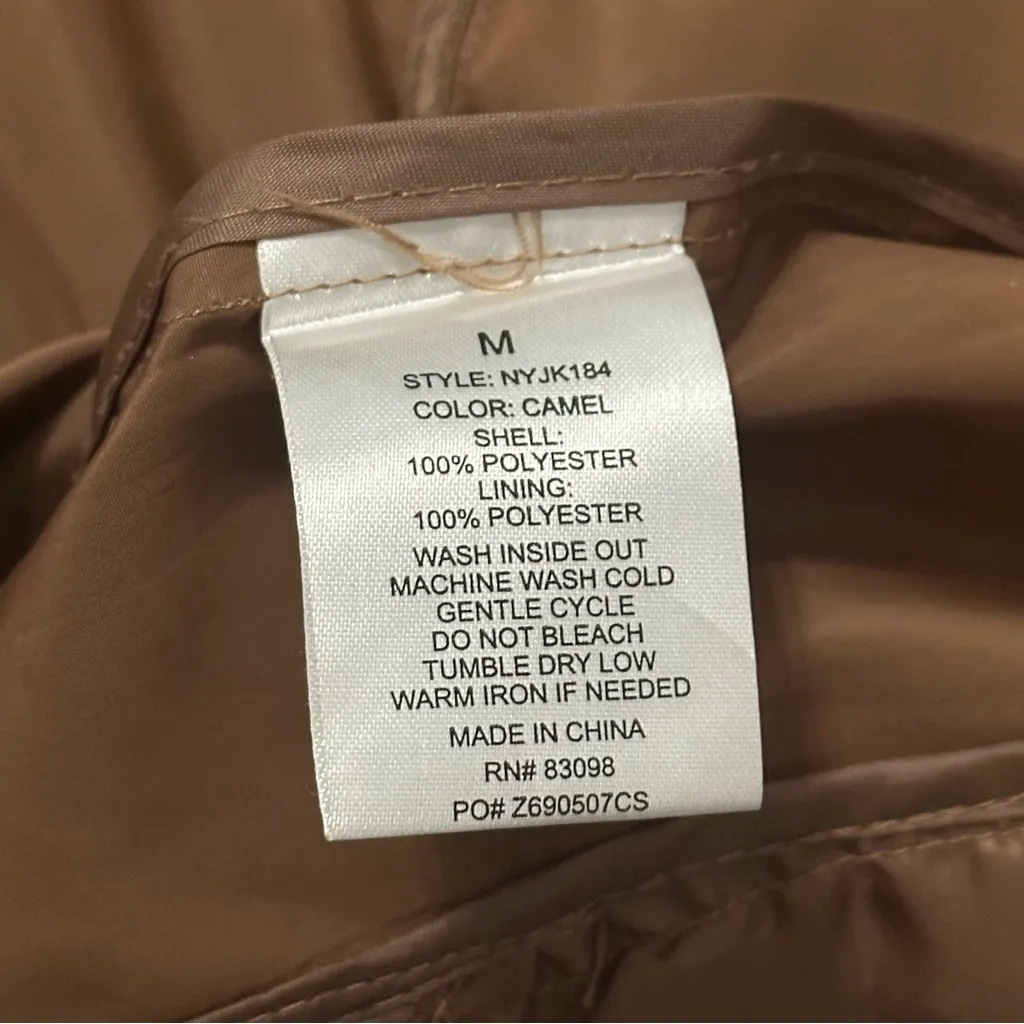 M
STYLE: NYJK184
COLOR: CAMEL
SHELL:
100% POLYESTER
LINING:
100% POLYESTER
WASH INSIDE OUT
MACHINE WASH COLD
GENTLE CYCLE
DO NOT BLEACH
TUMBLE DRY LOW
WARM IRON IF NEEDED
MADE IN CHINA
RN# 83098
PO# Z690507CS